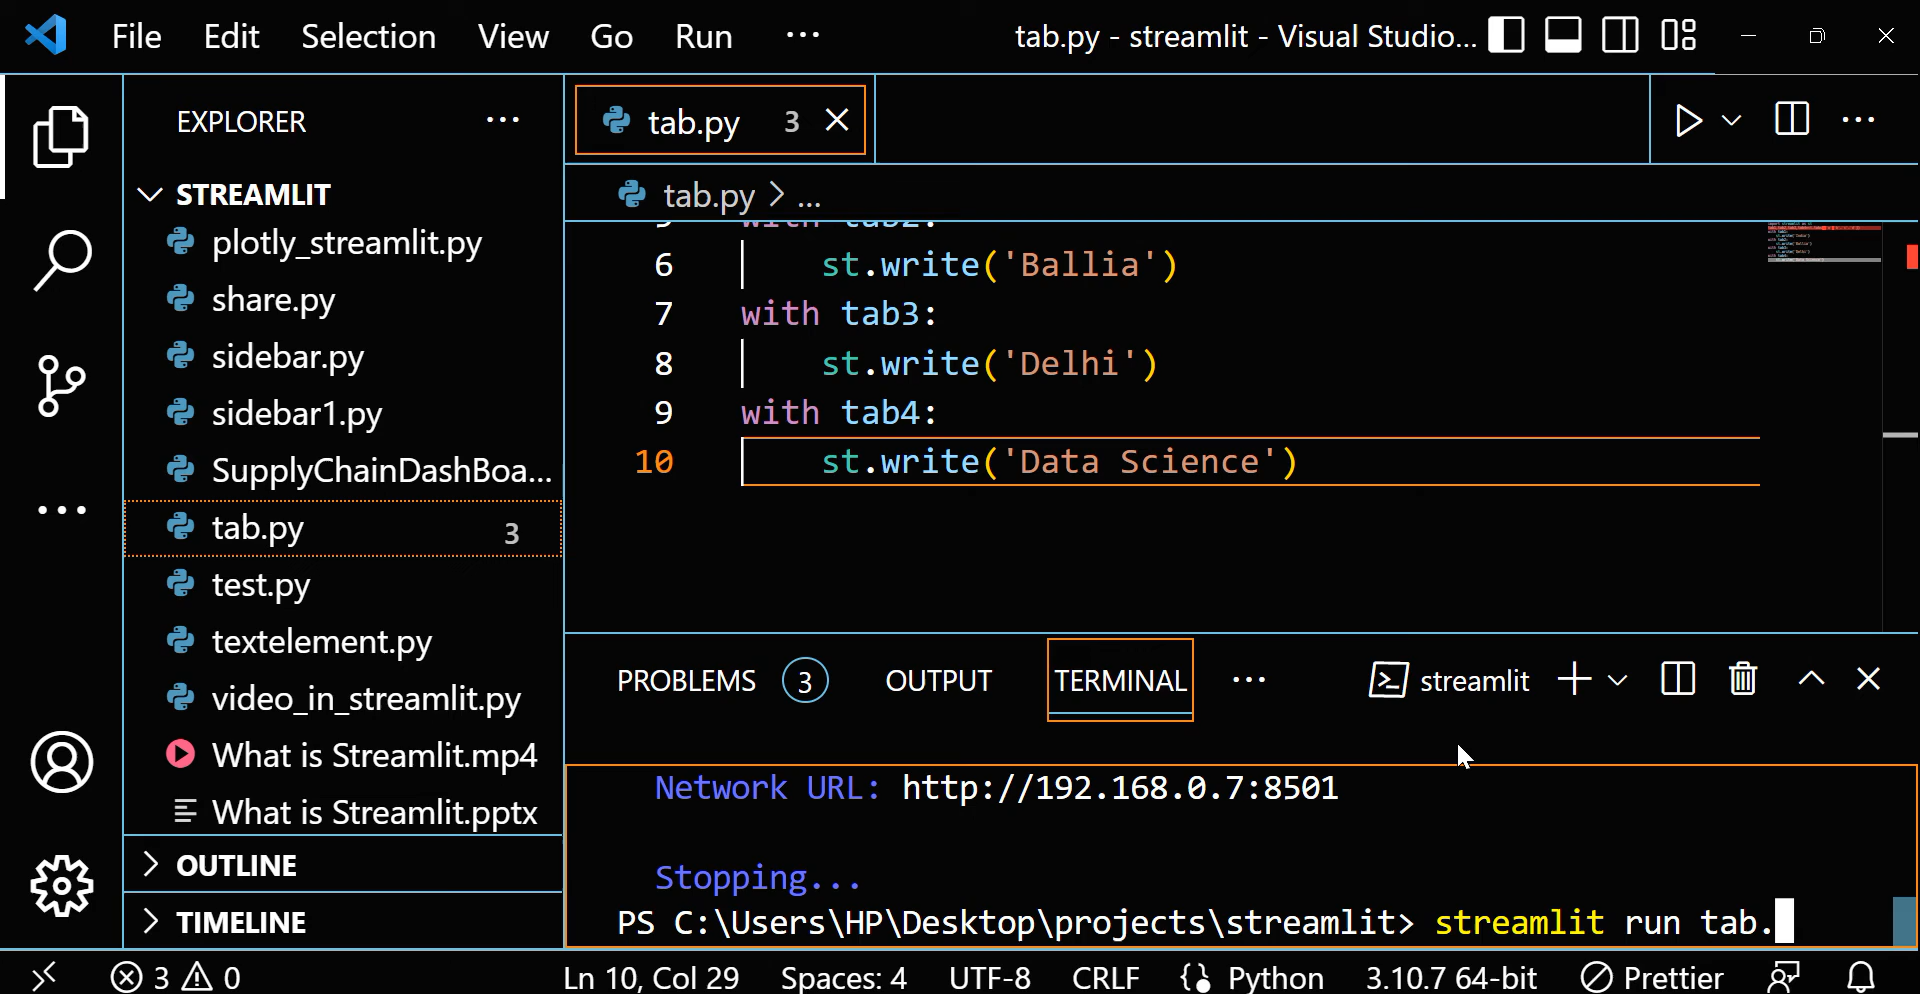 File Edit Selection View Go Run ... tab.py - streamlit - Visual Studio...
EXPLORER ...
STREAMLIT
plotly_streamlit.py
share.py
sidebar.py
sidebar1.py
SupplyChainDashBoa...
tab.py 3
test.py
textelement.py
video_in_streamlit.py
What is Streamlit.mp4
What is Streamlit.pptx
OUTLINE
TIMELINE
tab.py 3
tab.py > ...
5 with tab2:
6 st.write('Ballia')
7 with tab3:
8 st.write('Delhi')
9 with tab4:
10 st.write('Data Science')
PROBLEMS 3 OUTPUT TERMINAL ... streamlit
Network URL: http://192.168.0.7:8501
Stopping...
PS C:\Users\HP\Desktop\projects\streamlit> streamlit run tab.
3 0 Ln 10, Col 29 Spaces: 4 UTF-8 CRLF Python 3.10.7 64-bit Prettier